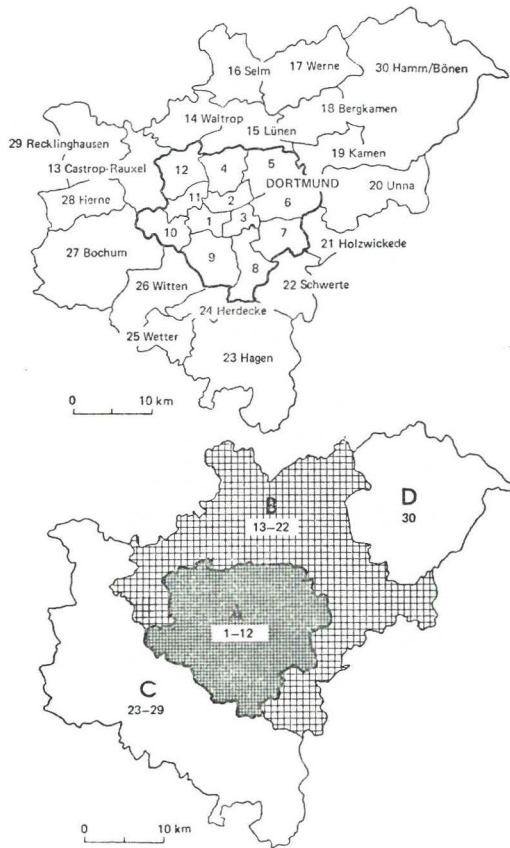 16 Selm
17 Werne
30 Hamm/Bönen
14 Waltrop
18 Bergkamen
15 Lünen
29 Recklinghausen
19 Kamen
13 Castrop-Rauxel
12
4
5
DORTMUND
20 Unna
28 Herne
11
2
6
10
1
3
7
21 Holzwickede
27 Bochum
9
8
26 Witten
22 Schwerte
24 Herdecke
25 Wetter
23 Hagen
0 10 km
B
13–22
D
30
A
1–12
C
23–29
0 10 km